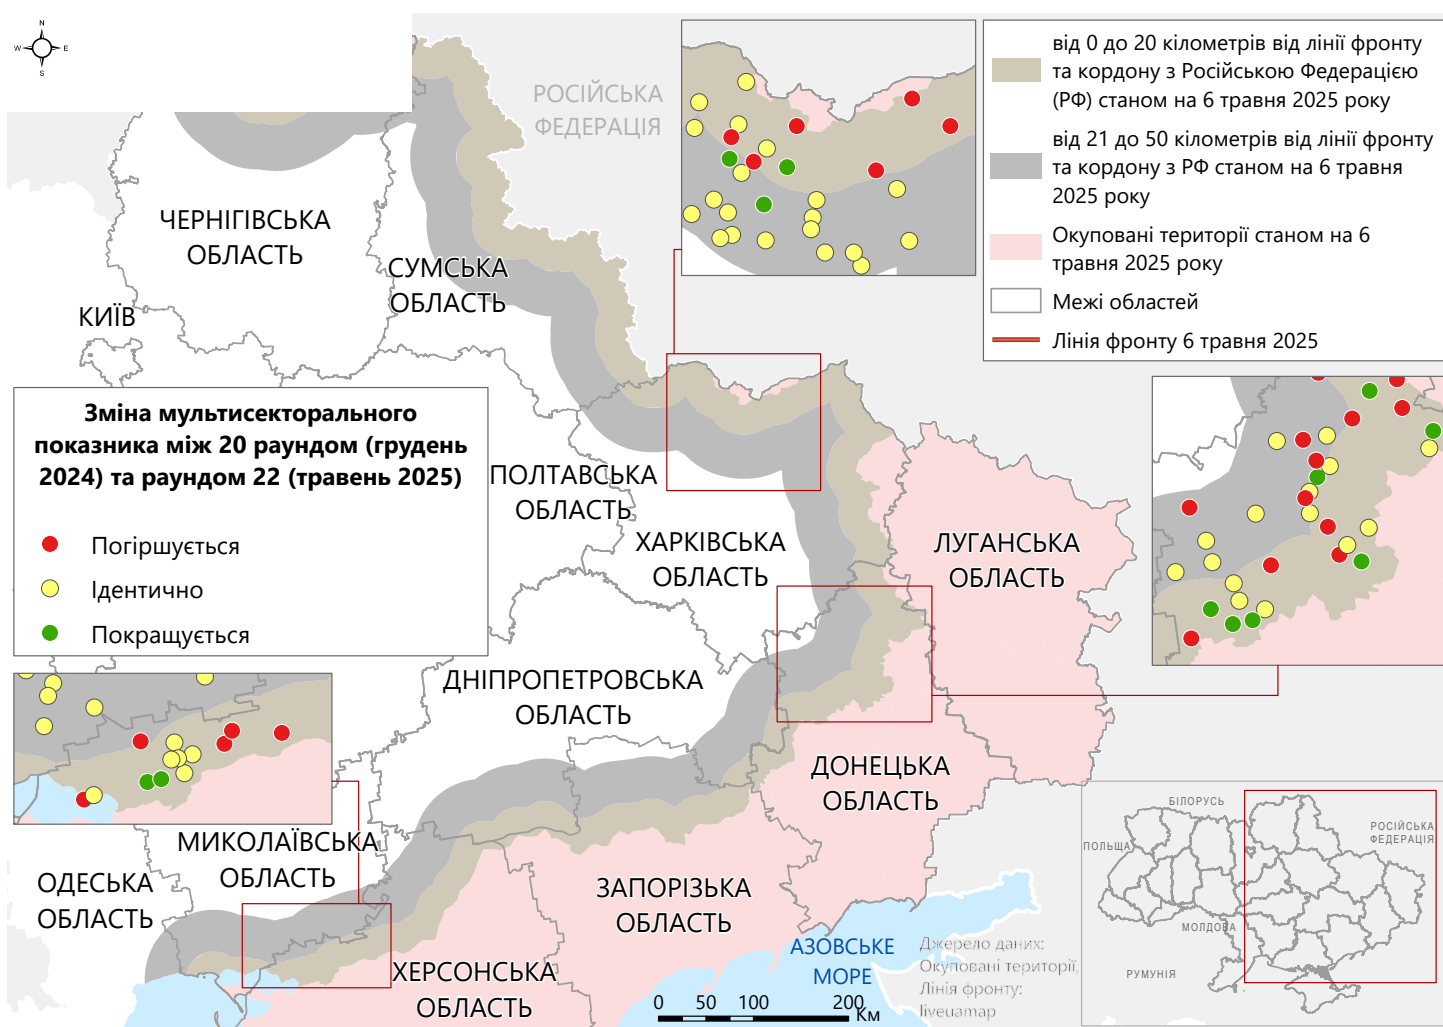 N
W
E
S
РОСІЙСЬКА
ФЕДЕРАЦІЯ
від 0 до 20 кілометрів від лінії фронту
та кордону з Російською Федерацією
(РФ) станом на 6 травня 2025 року
від 21 до 50 кілометрів від лінії фронту
та кордону з РФ станом на 6 травня
2025 року
Окуповані території станом на 6
травня 2025 року
Межі областей
Лінія фронту 6 травня 2025
ЧЕРНІГІВСЬКА
ОБЛАСТЬ
СУМСЬКА
ОБЛАСТЬ
КИЇВ
Зміна мультисекторального
показника між 20 раундом (грудень
2024) та раундом 22 (травень 2025)
Погіршується
Ідентично
Покращується
ПОЛТАВСЬКА
ОБЛАСТЬ
ХАРКІВСЬКА
ОБЛАСТЬ
ЛУГАНСЬКА
ОБЛАСТЬ
ДНІПРОПЕТРОВСЬКА
ОБЛАСТЬ
ДОНЕЦЬКА
ОБЛАСТЬ
МИКОЛАЇВСЬКА
ОБЛАСТЬ
ОДЕСЬКА
ОБЛАСТЬ
ЗАПОРІЗЬКА
ОБЛАСТЬ
ХЕРСОНСЬКА
ОБЛАСТЬ
АЗОВСЬКЕ
МОРЕ
Джерело даних:
Окуповані території,
Лінія фронту:
liveuamap
0 50 100 200
Км
БІЛОРУСЬ
РОСІЙСЬКА
ФЕДЕРАЦІЯ
ПОЛЬЩА
МОЛДОВА
РУМУНІЯ